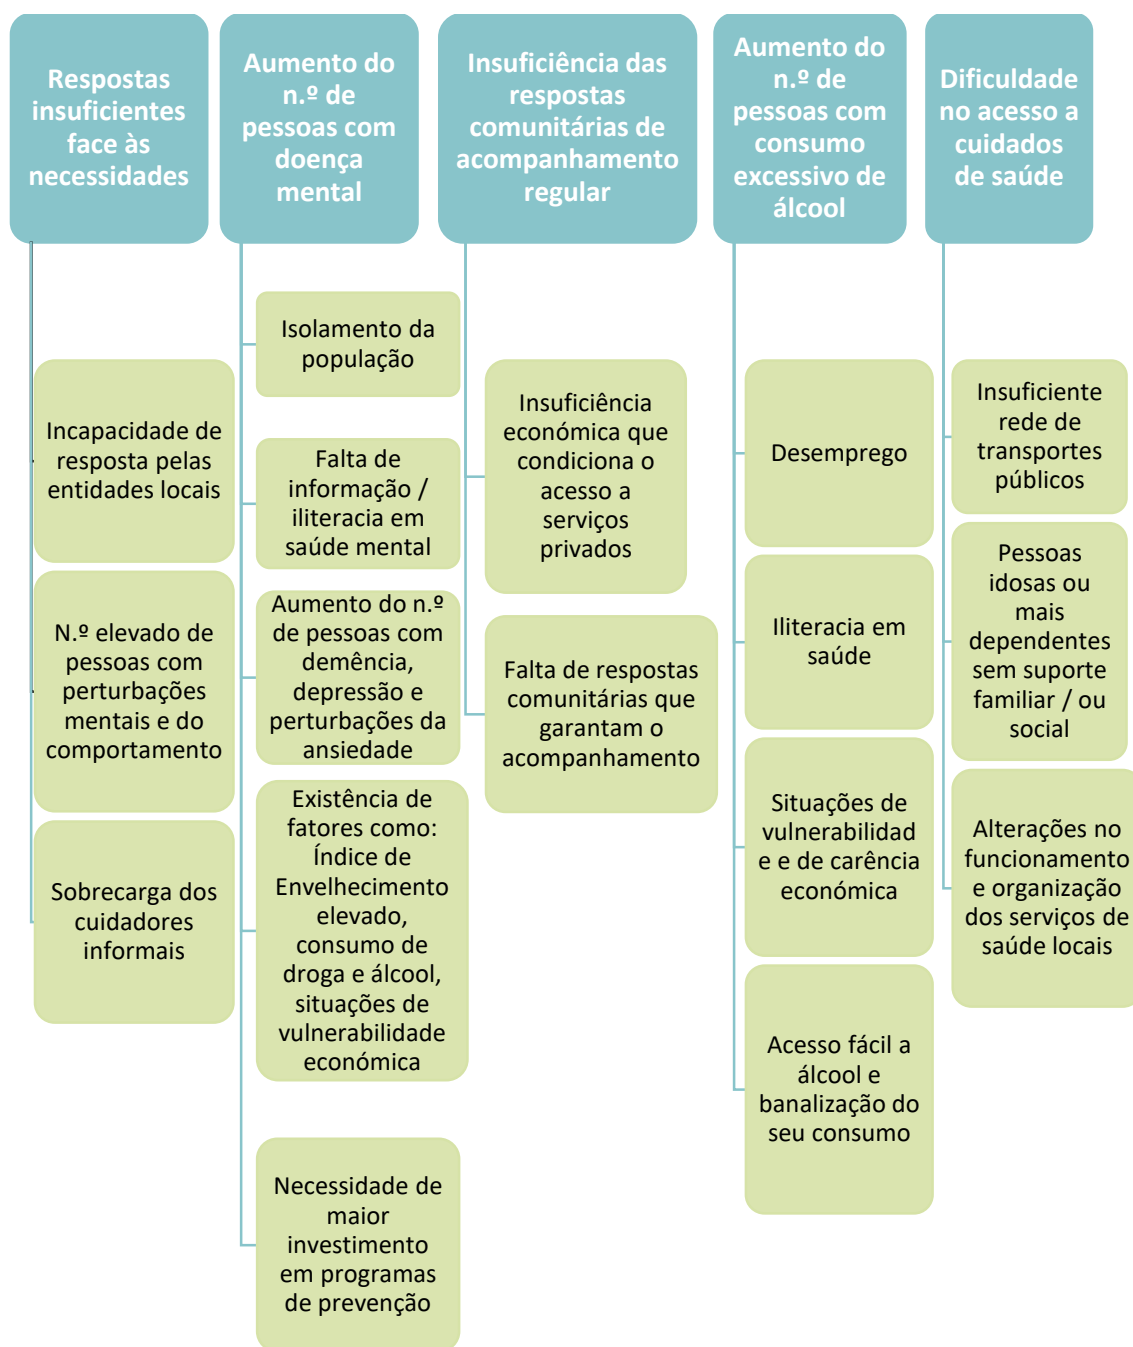 Respostas
insuficientes
face às
necessidades
Incapacidade de
resposta pelas
entidades locais
N.º elevado de
pessoas com
perturbações
mentais e do
comportamento
Sobrecarga dos
cuidadores
informais
Aumento do
n.º de
pessoas com
doença
mental
Isolamento da
população
Falta de
informação /
iliteracia em
saúde mental
Aumento do n.º
de pessoas com
demência,
depressão e
perturbações da
ansiedade
Existência de
fatores como:
Índice de
Envelhecimento
elevado,
consumo de
droga e álcool,
situações de
vulnerabilidade
económica
Necessidade de
maior
investimento
em programas
de prevenção
Insuficiência das
respostas
comunitárias de
acompanhamento
regular
Insuficiência
económica que
condiciona o
acesso a
serviços
privados
Falta de respostas
comunitárias que
garantam o
acompanhamento
Aumento do
n.º de
pessoas com
consumo
excessivo de
álcool
Desemprego
Iliteracia em
saúde
Situações de
vulnerabilidad
e e de carência
económica
Acesso fácil a
álcool e
banalização do
seu consumo
Dificuldade
no acesso a
cuidados
de saúde
Insuficiente
rede de
transportes
públicos
Pessoas
idosas ou
mais
dependentes
sem suporte
familiar / ou
social
Alterações no
funcionamento
e organização
dos serviços de
saúde locais